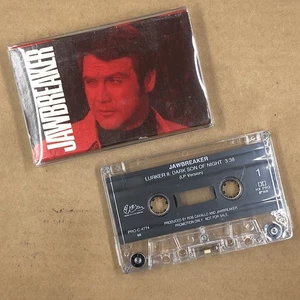 JAWBREAKER
JAWBREAKER
LURKER II: DARK SON OF NIGHT 3:38
(LP Version)
1
PRODUCED BY ROB CAVALLO AND JAWBREAKER
PROMOTION ONLY NOT FOR SALE
PRO-C-4774